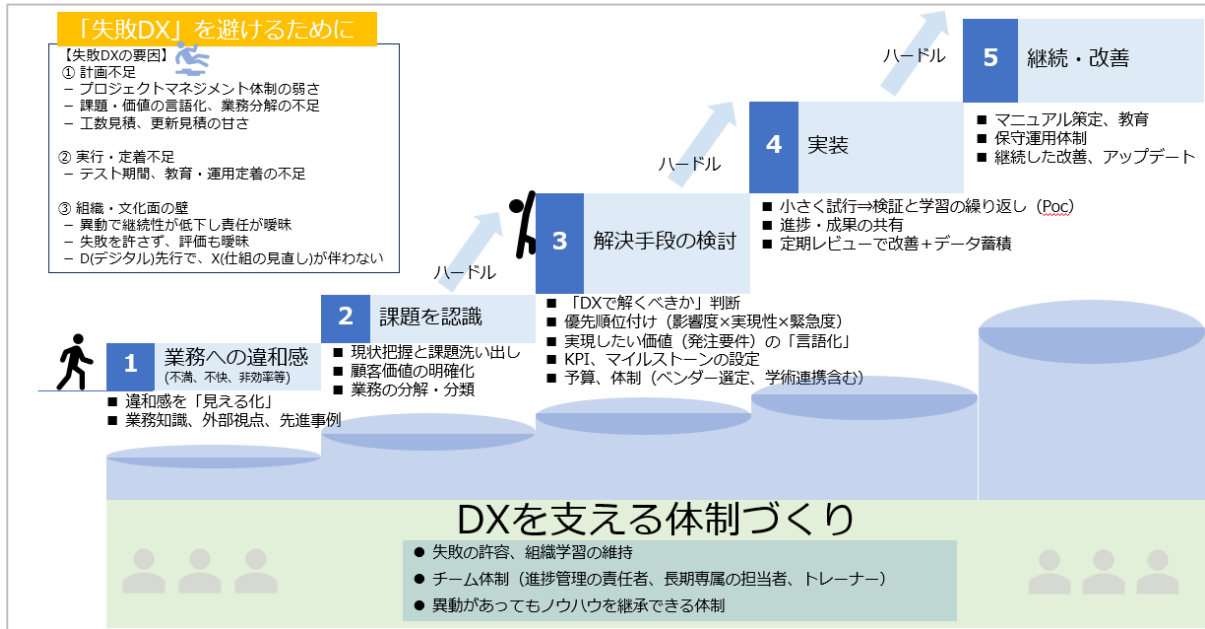 「失敗DX」を避けるために
【失敗DXの要因】
① 計画不足
－ プロジェクトマネジメント体制の弱さ
－ 課題・価値の言語化、業務分解の不足
－ 工数見積、更新見積の甘さ
② 実行・定着不足
－ テスト期間、教育・運用定着の不足
③ 組織・文化面の壁
－ 異動で継続性が低下し責任が曖昧
－ 失敗を許さず、評価も曖昧
－ D(デジタル)先行で、X(仕組の見直し)が伴わない
1 業務への違和感
(不満、不快、非効率等)
■ 違和感を「見える化」
■ 業務知識、外部視点、先進事例
2 課題を認識
■ 現状把握と課題洗い出し
■ 顧客価値の明確化
■ 業務の分解・分類
ハードル
3 解決手段の検討
■ 「DXで解くべきか」判断
■ 優先順位付け（影響度×実現性×緊急度）
■ 実現したい価値（発注要件）の「言語化」
■ KPI、マイルストーンの設定
■ 予算、体制（ベンダー選定、学術連携含む）
ハードル
4 実装
■ 小さく試行⇒検証と学習の繰り返し（Poc）
■ 進捗・成果の共有
■ 定期レビューで改善＋データ蓄積
ハードル
5 継続・改善
■ マニュアル策定、教育
■ 保守運用体制
■ 継続した改善、アップデート
DXを支える体制づくり
● 失敗の許容、組織学習の維持
● チーム体制（進捗管理の責任者、長期専属の担当者、トレーナー）
● 異動があってもノウハウを継承できる体制